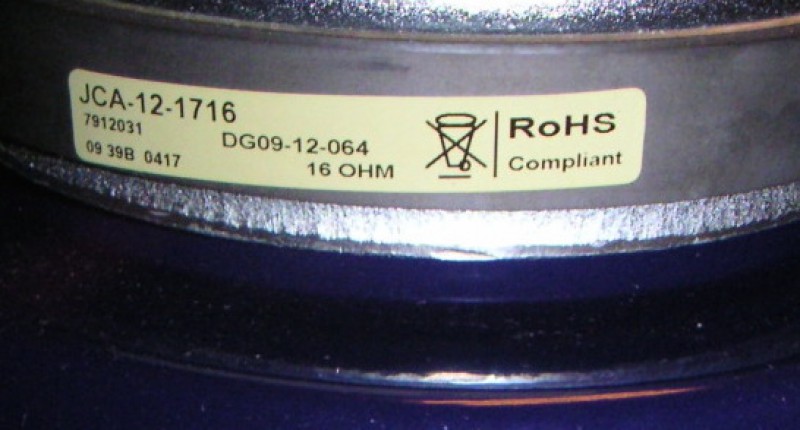 JCA-12-1716
7912031
DG09-12-064
09 39B 0417
16 OHM
RoHS
Compliant